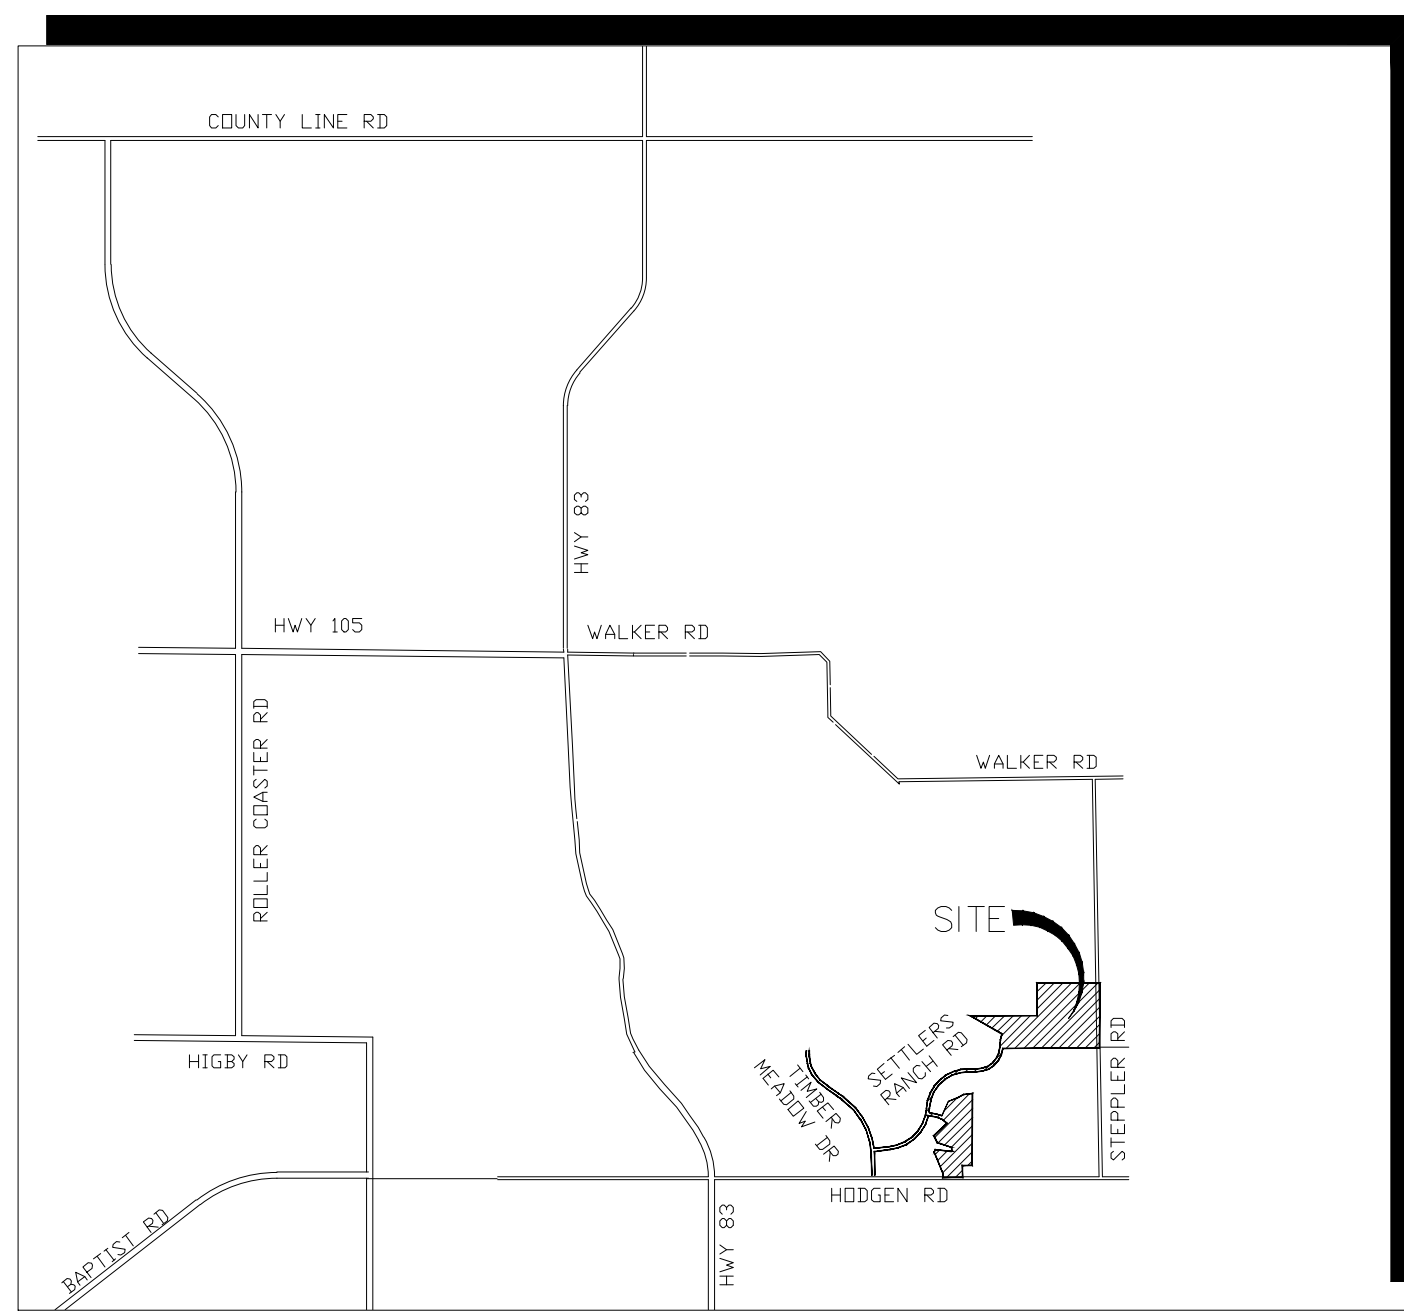 COUNTY LINE RD
HWY 83
HWY 105
WALKER RD
ROLLER COASTER RD
WALKER RD
SITE
SETTLERS
RANCH RD
TIMBER
MEADOW DR
STEPPLER RD
HIGBY RD
HODGEN RD
BAPTIST RD
HWY 83